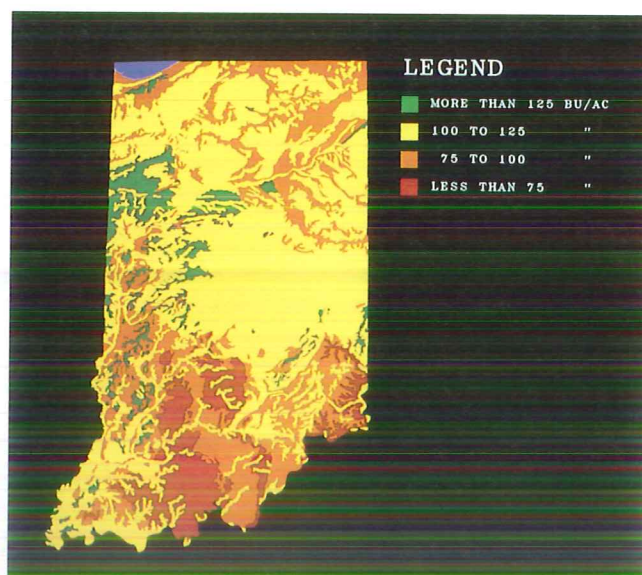 LEGEND
MORE THAN 125 BU/AC
100 TO 125 "
75 TO 100 "
LESS THAN 75 "